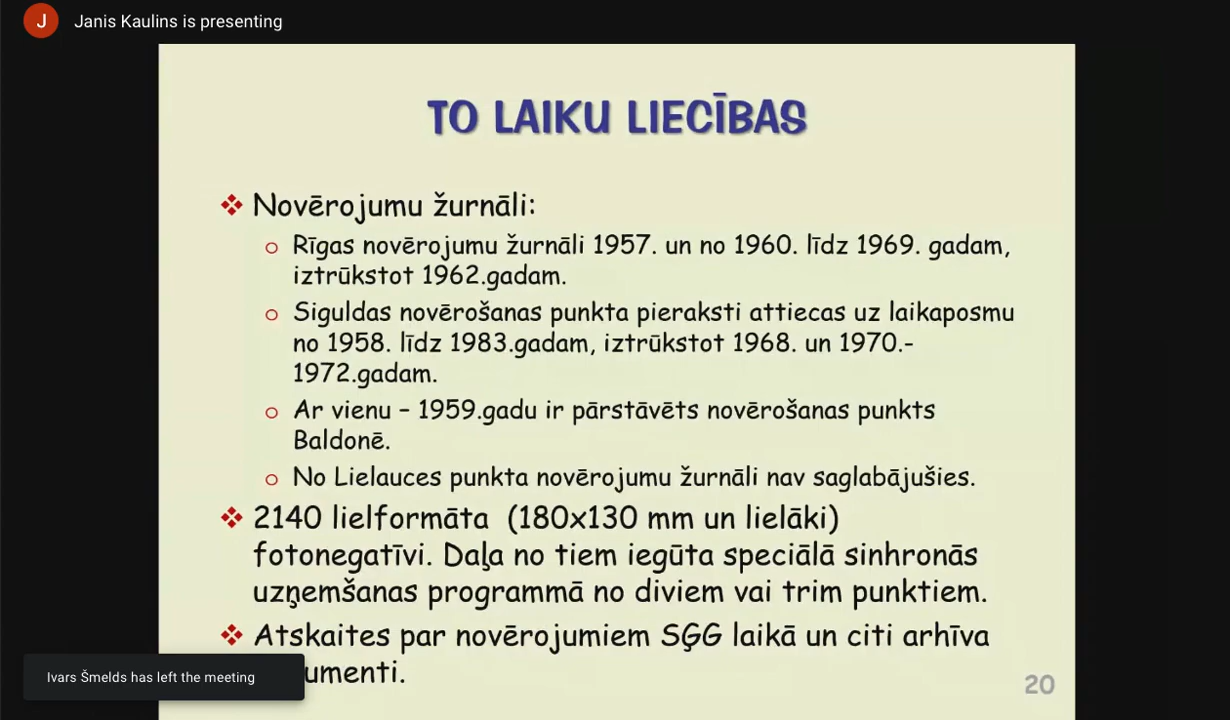 J
Janis Kaulins is presenting
TO LAIKU LIECĪBAS
❖ Novērojumu žurnāli:
o Rīgas novērojumu žurnāli 1957. un no 1960. līdz 1969. gadam,
iztrūkstot 1962.gadam.
o Siguldas novērošanas punkta pieraksti attiecas uz laikaposmu
no 1958. līdz 1983.gadam, iztrūkstot 1968. un 1970.-
1972.gadam.
o Ar vienu – 1959.gadu ir pārstāvēts novērošanas punkts
Baldonē.
o No Lielauces punkta novērojumu žurnāli nav saglabājušies.
❖ 2140 lielformāta (180x130 mm un lielāki)
fotonegatīvi. Daļa no tiem iegūta speciālā sinhronās
uzņemšanas programmā no diviem vai trim punktiem.
❖ Atskaites par novērojumiem SĢG laikā un citi arhīva
umenti.
Ivars Šmelds has left the meeting
20